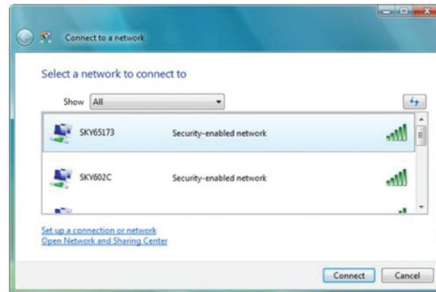 Connect to a network
Select a network to connect to
Show All
SKY65173 Security-enabled network
SKY602C Security-enabled network
Set up a connection or network
Open Network and Sharing Center
Connect Cancel